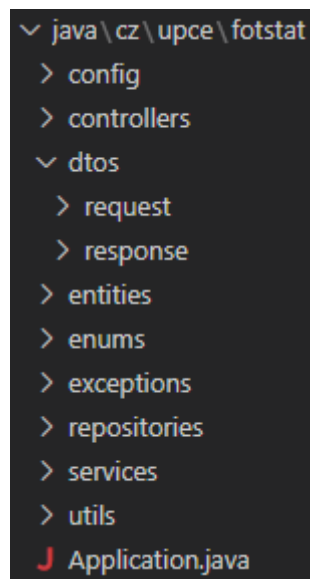 java\cz\upce\fotstat
config
controllers
dtos
request
response
entities
enums
exceptions
repositories
services
utils
J Application.java